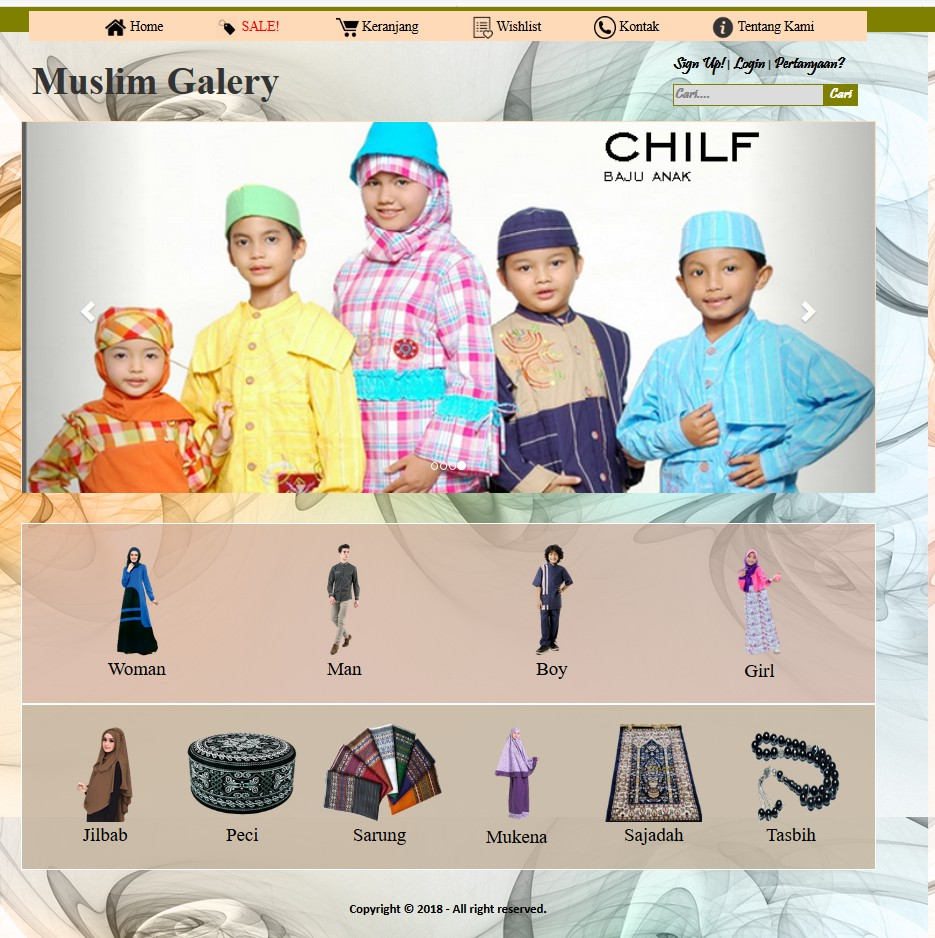 Home SALE! Keranjang Wishlist Kontak Tentang Kami
Muslim Galery
Sign Up! | Login | Pertanyaan?
Cari.... Cari
CHILF
BAJU ANAK
Woman Man Boy Girl
Jilbab Peci Sarung Mukena Sajadah Tasbih
Copyright © 2018 - All right reserved.